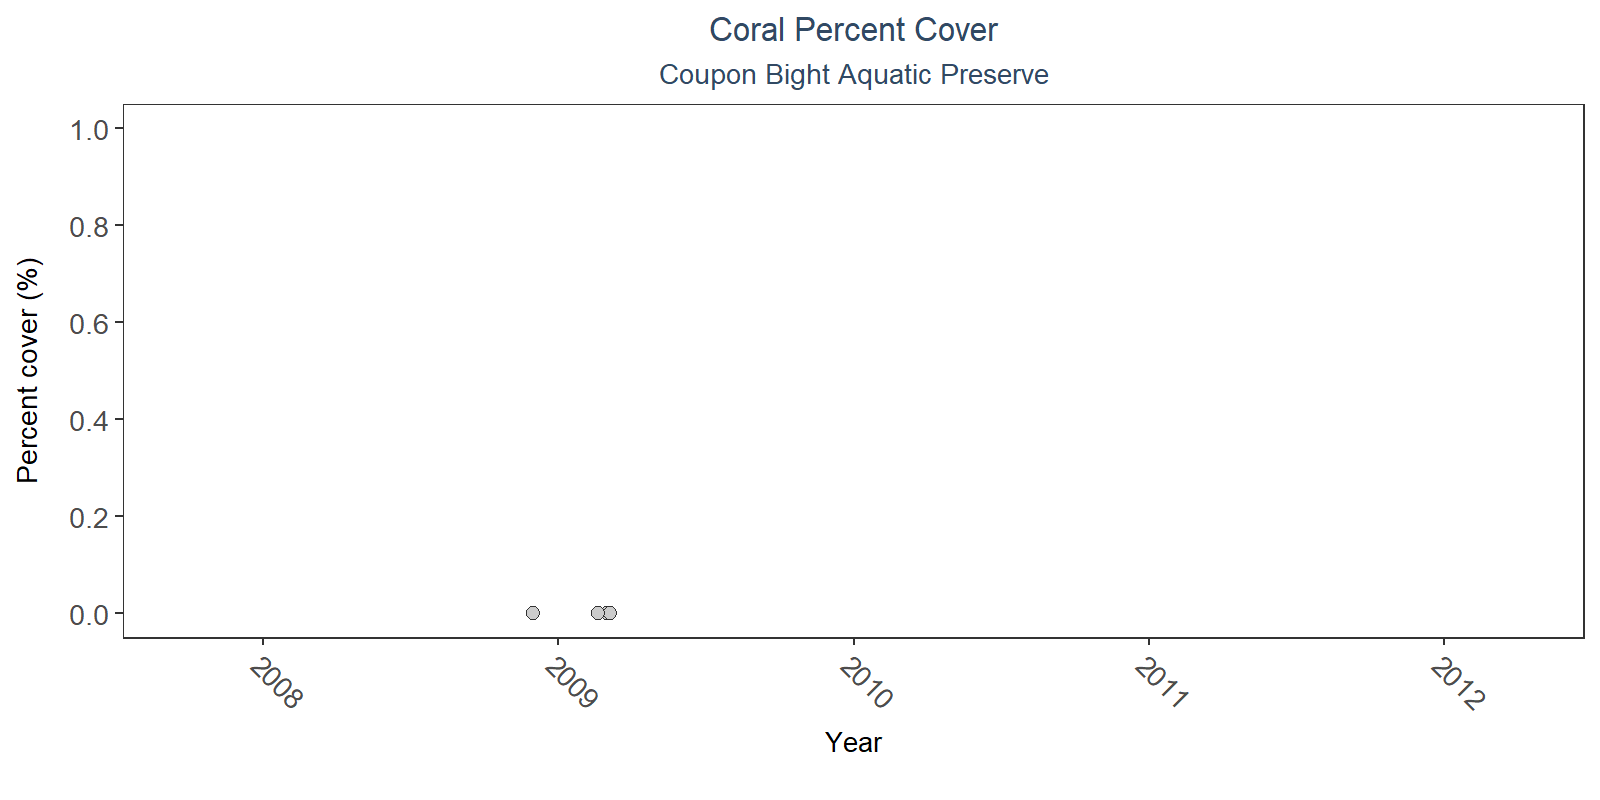 Coral Percent Cover
Coupon Bight Aquatic Preserve
Percent cover (%)
1.0
0.8
0.6
0.4
0.2
0.0
2008
2009
2010
2011
2012
Year